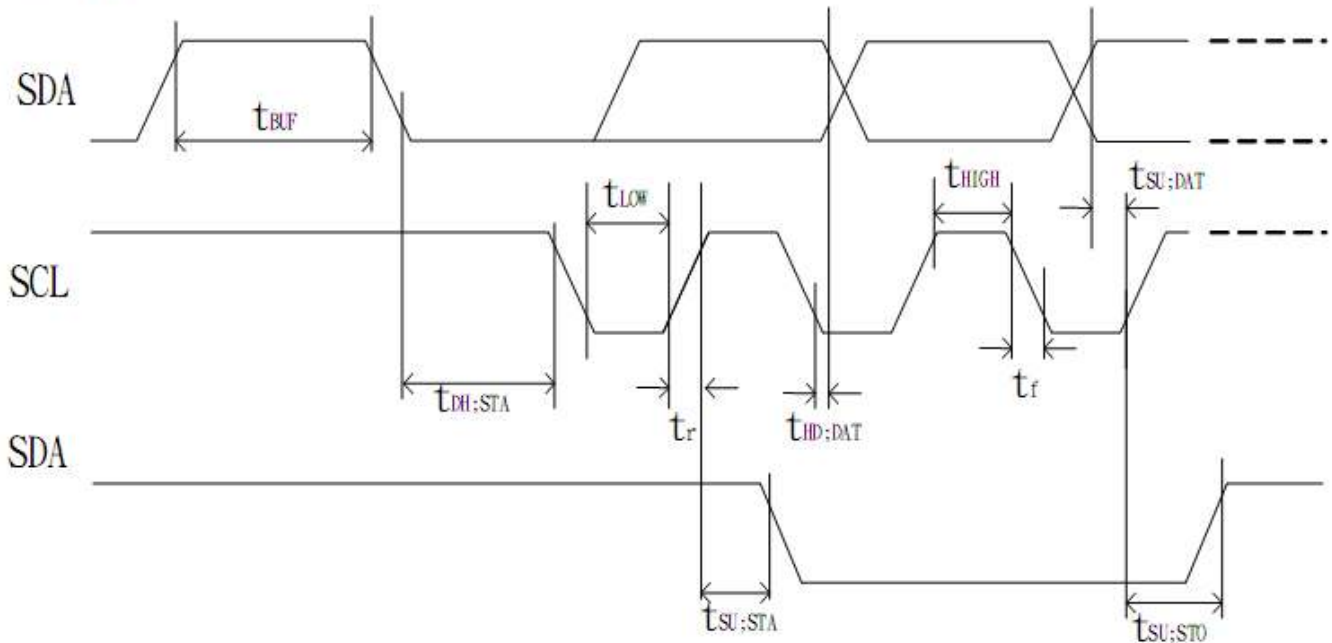 SDA
tBUF
tHIGH
tSU;DAT
tLOW
SCL
tDH;STA
tr
tHD;DAT
tf
SDA
tSU;STA
tSU;STO